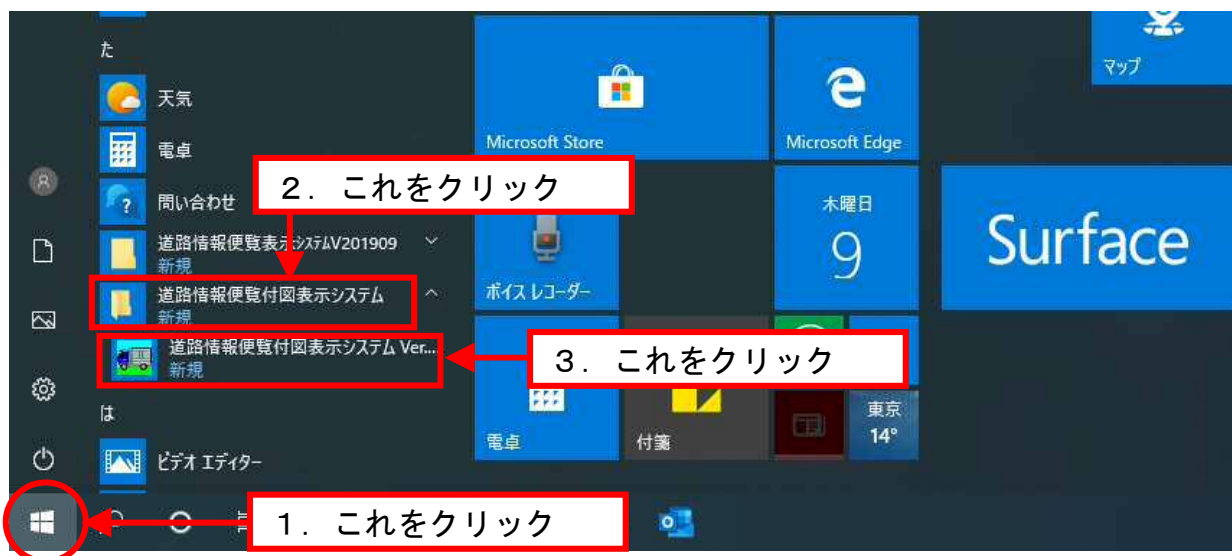 た
天気
電卓
問い合わせ
道路情報便覧表示システムV201909
新規
道路情報便覧付図表示システム
新規
道路情報便覧付図表示システム Ver...
新規
は
ビデオ エディター
Microsoft Store
Microsoft Edge
マップ
ボイス レコーダー
木曜日
9
Surface
電卓
付箋
東京
14°
２．これをクリック
３．これをクリック
１．これをクリック